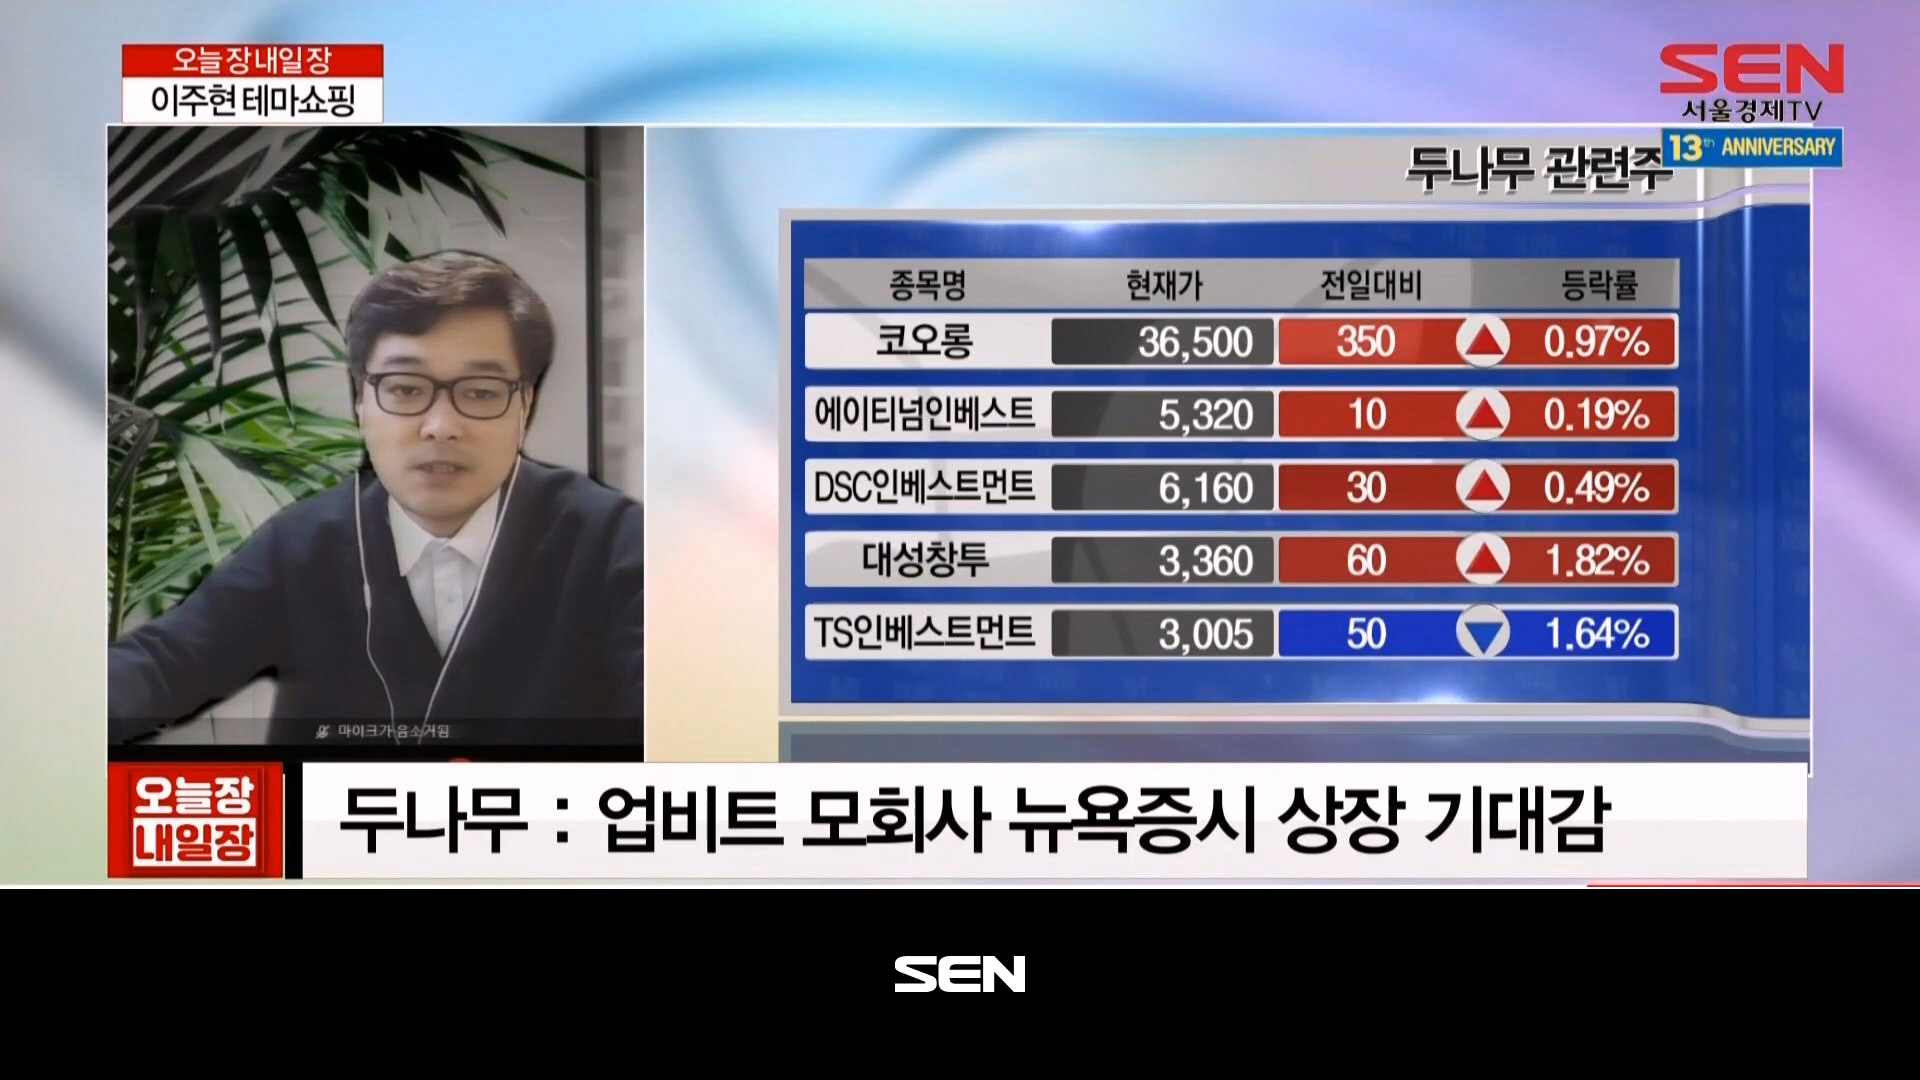 오늘장내일장
이주현 테마쇼핑
SEN
서울경제TV
13th ANNIVERSARY
두나무 관련주
종목명 현재가 전일대비 등락률
코오롱 36,500 350 0.97%
에이티넘인베스트 5,320 10 0.19%
DSC인베스트먼트 6,160 30 0.49%
대성창투 3,360 60 1.82%
TS인베스트먼트 3,005 50 1.64%
마이크가 음소거됨
오늘장
내일장
두나무 : 업비트 모회사 뉴욕증시 상장 기대감
SEN